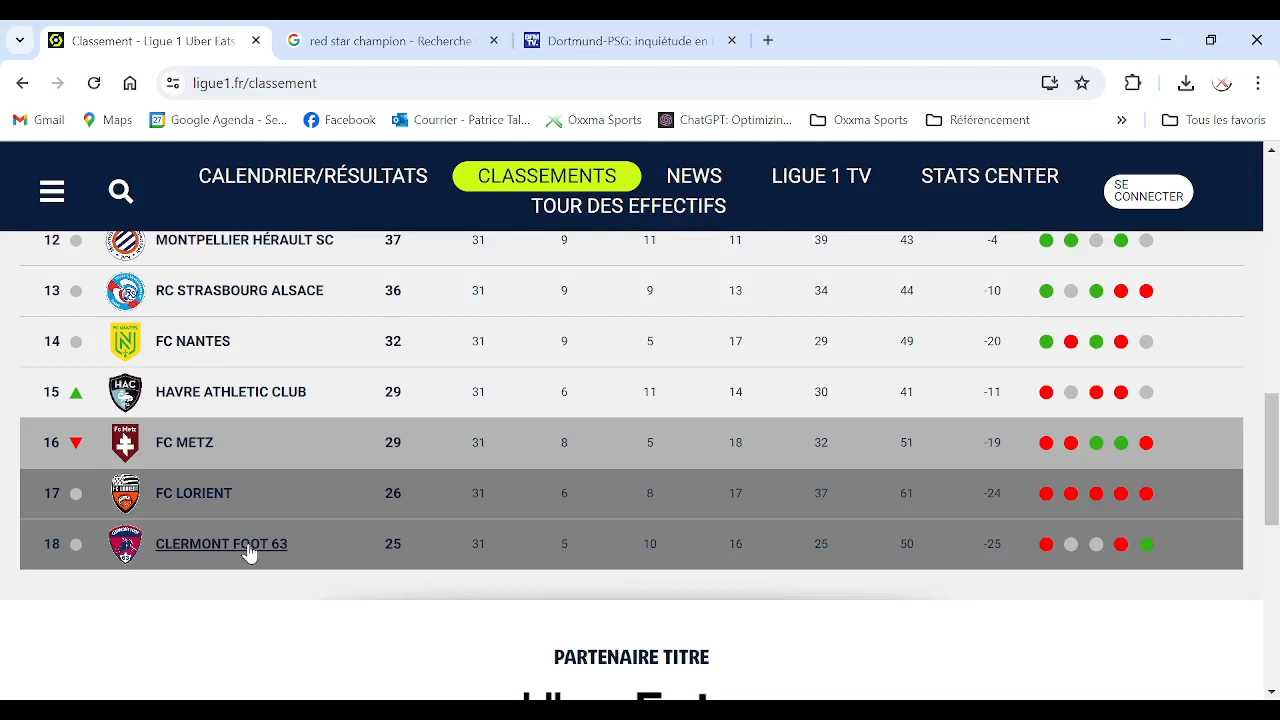 Classement - Ligue 1 Uber Eats
red star champion - Recherche
Dortmund-PSG: inquiétude en
ligue1.fr/classement
Gmail Maps Google Agenda - Se... Facebook Courrier - Patrice Tal... Oxxma Sports ChatGPT: Optimizin... Oxxma Sports Référencement » Tous les favoris
CALENDRIER/RÉSULTATS CLASSEMENTS NEWS LIGUE 1 TV STATS CENTER
TOUR DES EFFECTIFS
SE
CONNECTER
12 MONTPELLIER HÉRAULT SC 37 31 9 11 11 39 43 -4
13 RC STRASBOURG ALSACE 36 31 9 9 13 34 44 -10
14 FC NANTES 32 31 9 5 17 29 49 -20
15 HAVRE ATHLETIC CLUB 29 31 6 11 14 30 41 -11
16 FC METZ 29 31 8 5 18 32 51 -19
17 FC LORIENT 26 31 6 8 17 37 61 -24
18 CLERMONT FOOT 63 25 31 5 10 16 25 50 -25
PARTENAIRE TITRE